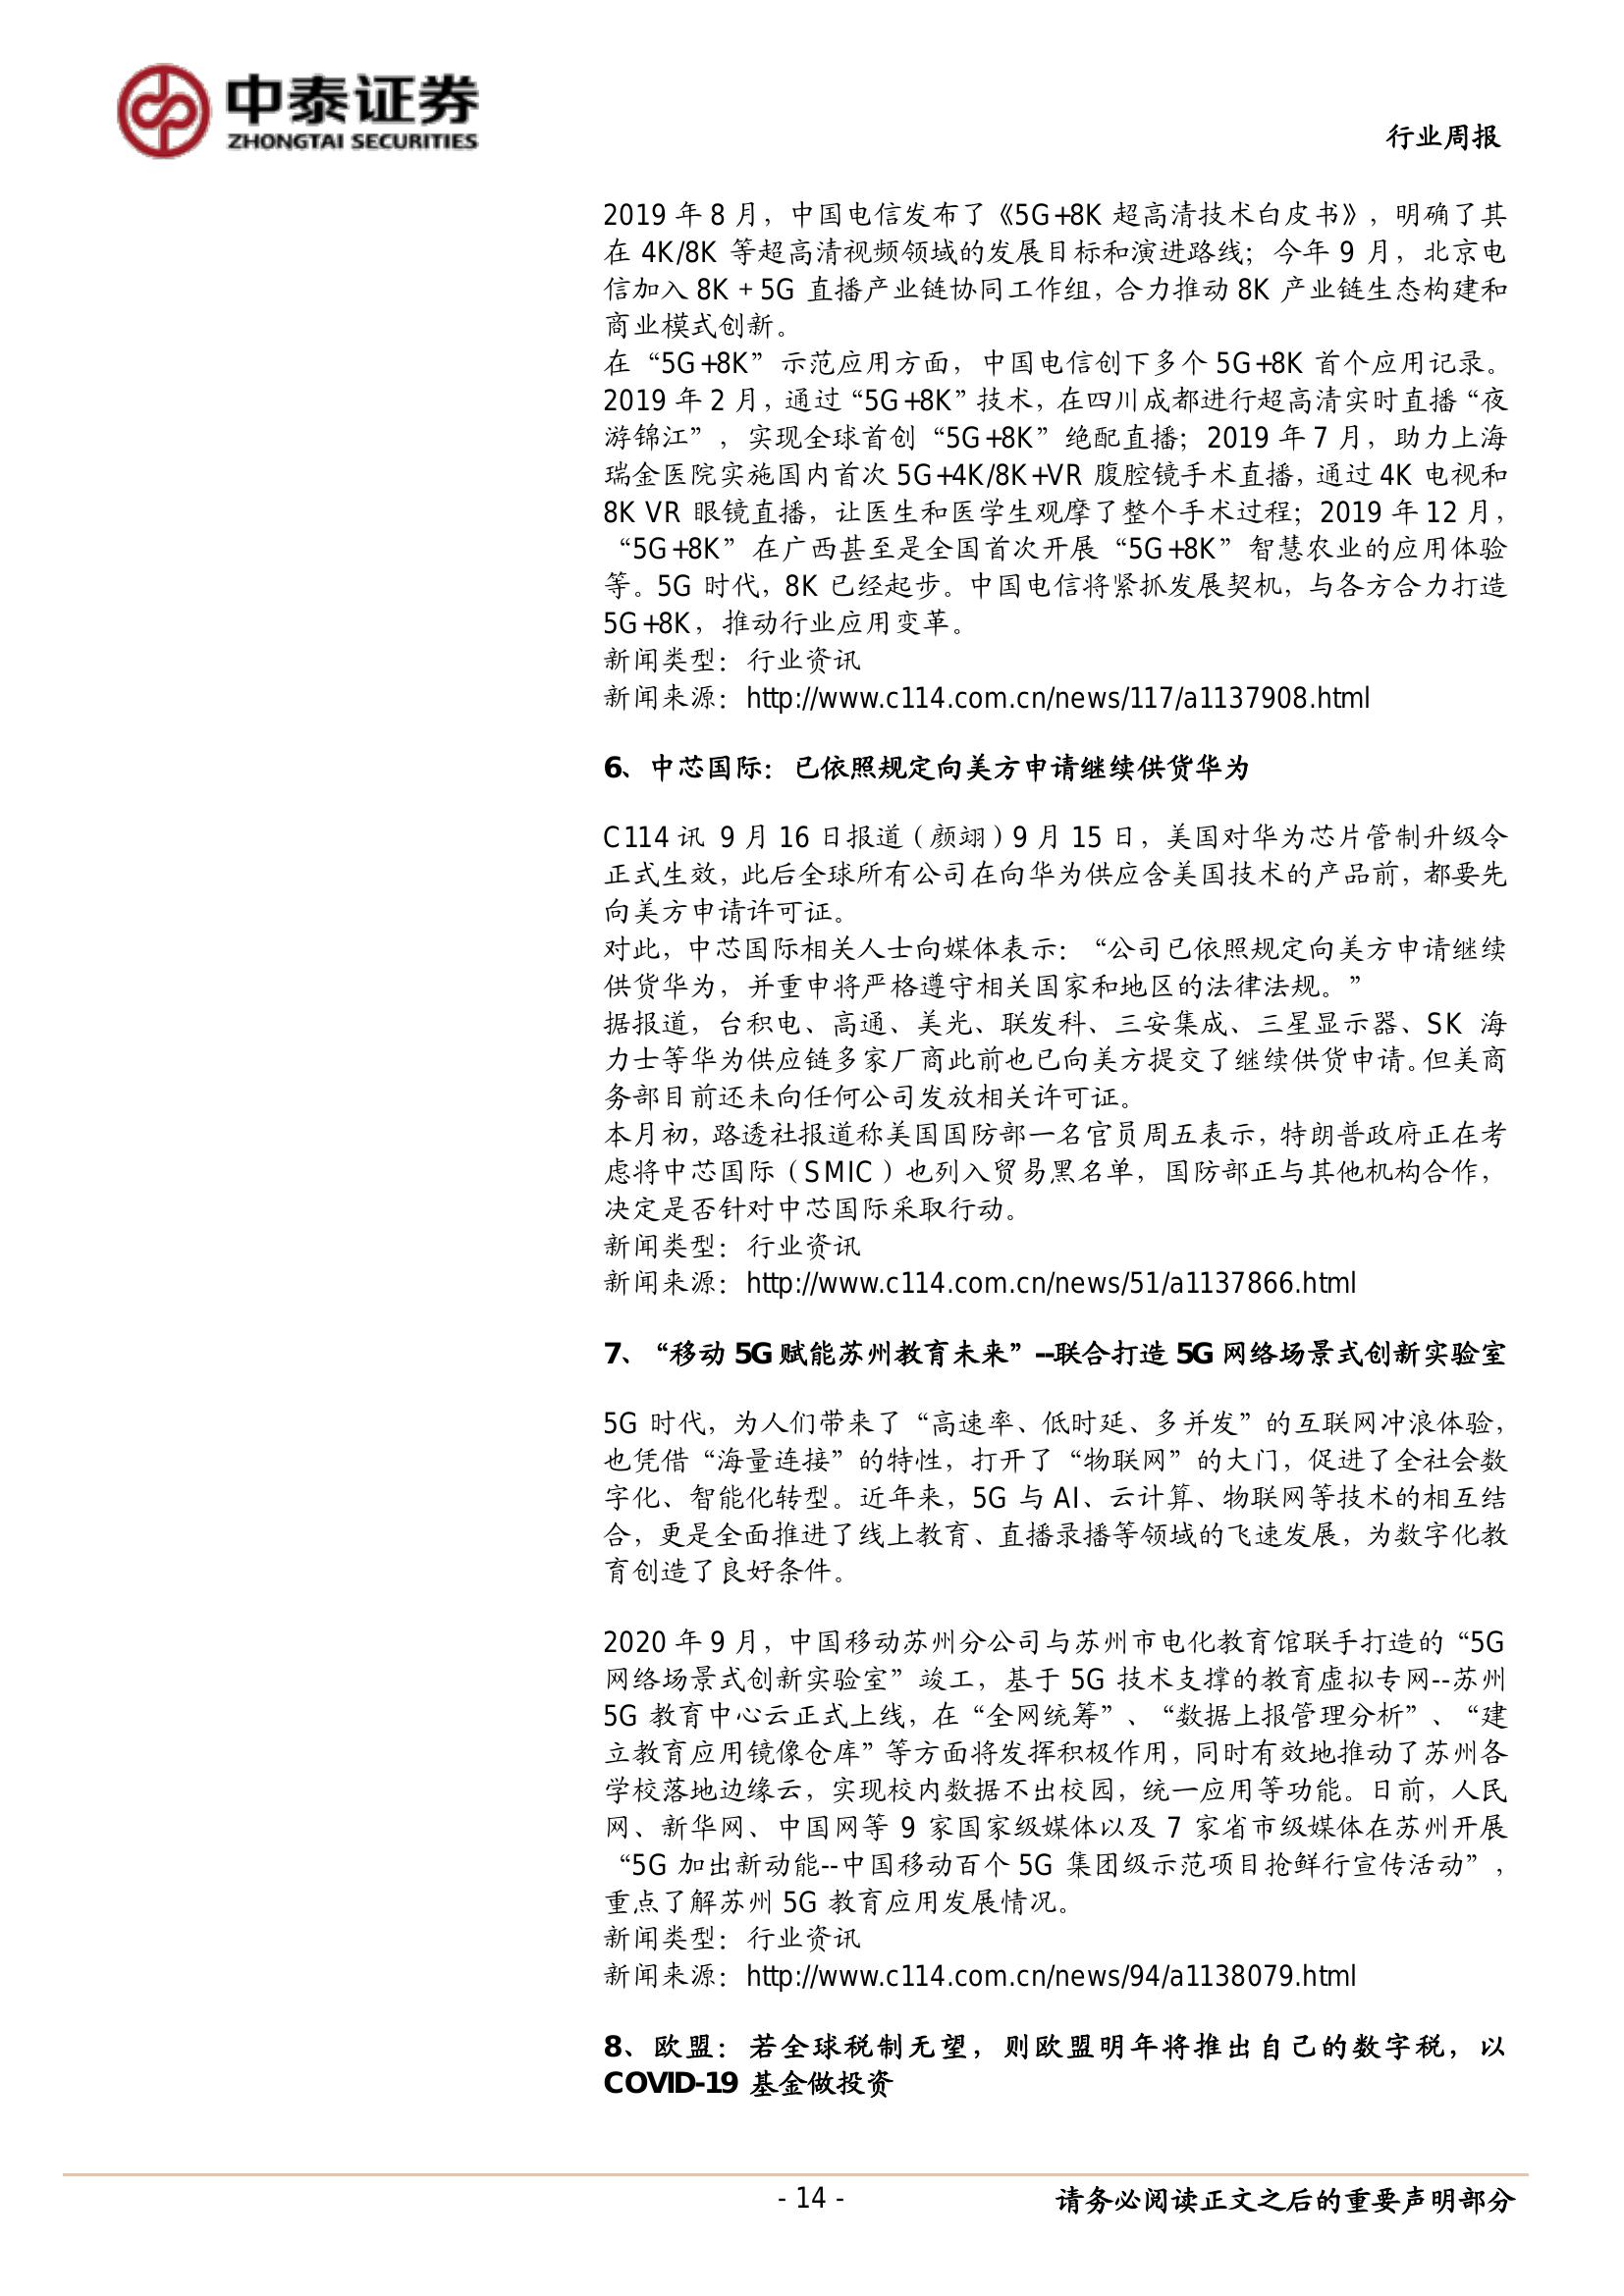 中泰证券
ZHONGTAI SECURITIES
行业周报
2019 年 8 月，中国电信发布了《5G+8K 超高清技术白皮书》，明确了其
在 4K/8K 等超高清视频领域的发展目标和演进路线；今年 9 月，北京电
信加入 8K + 5G 直播产业链协同工作组，合力推动 8K 产业链生态构建和
商业模式创新。
在“5G+8K”示范应用方面，中国电信创下多个 5G+8K 首个应用记录。
2019 年 2 月，通过“5G+8K”技术，在四川成都进行超高清实时直播“夜
游锦江”，实现全球首创“5G+8K”绝配直播；2019 年 7 月，助力上海
瑞金医院实施国内首次 5G+4K/8K+VR 腹腔镜手术直播，通过 4K 电视和
8K VR 眼镜直播，让医生和医学生观摩了整个手术过程；2019 年 12 月，
“5G+8K”在广西甚至是全国首次开展“5G+8K”智慧农业的应用体验
等。5G 时代，8K 已经起步。中国电信将紧抓发展契机，与各方合力打造
5G+8K，推动行业应用变革。
新闻类型：行业资讯
新闻来源：http://www.c114.com.cn/news/117/a1137908.html
6、中芯国际：已依照规定向美方申请继续供货华为
C114 讯 9 月 16 日报道（颜翊）9 月 15 日，美国对华为芯片管制升级令
正式生效，此后全球所有公司在向华为供应含美国技术的产品前，都要先
向美方申请许可证。
对此，中芯国际相关人士向媒体表示：“公司已依照规定向美方申请继续
供货华为，并重申将严格遵守相关国家和地区的法律法规。”
据报道，台积电、高通、美光、联发科、三安集成、三星显示器、SK 海
力士等华为供应链多家厂商此前也已向美方提交了继续供货申请。但美商
务部目前还未向任何公司发放相关许可证。
本月初，路透社报道称美国国防部一名官员周五表示，特朗普政府正在考
虑将中芯国际（SMIC）也列入贸易黑名单，国防部正与其他机构合作，
决定是否针对中芯国际采取行动。
新闻类型：行业资讯
新闻来源：http://www.c114.com.cn/news/51/a1137866.html
7、“移动 5G 赋能苏州教育未来”--联合打造 5G 网络场景式创新实验室
5G 时代，为人们带来了“高速率、低时延、多并发”的互联网冲浪体验，
也凭借“海量连接”的特性，打开了“物联网”的大门，促进了全社会数
字化、智能化转型。近年来，5G 与 AI、云计算、物联网等技术的相互结
合，更是全面推进了线上教育、直播录播等领域的飞速发展，为数字化教
育创造了良好条件。
2020 年 9 月，中国移动苏州分公司与苏州市电化教育馆联手打造的“5G
网络场景式创新实验室”竣工，基于 5G 技术支撑的教育虚拟专网--苏州
5G 教育中心云正式上线，在“全网统筹”、“数据上报管理分析”、“建
立教育应用镜像仓库”等方面将发挥积极作用，同时有效地推动了苏州各
学校落地边缘云，实现校内数据不出校园，统一应用等功能。日前，人民
网、新华网、中国网等 9 家国家级媒体以及 7 家省市级媒体在苏州开展
“5G 加出新动能--中国移动百个 5G 集团级示范项目抢鲜行宣传活动”，
重点了解苏州 5G 教育应用发展情况。
新闻类型：行业资讯
新闻来源：http://www.c114.com.cn/news/94/a1138079.html
8、欧盟：若全球税制无望，则欧盟明年将推出自己的数字税，以
COVID-19 基金做投资
- 14 -
请务必阅读正文之后的重要声明部分